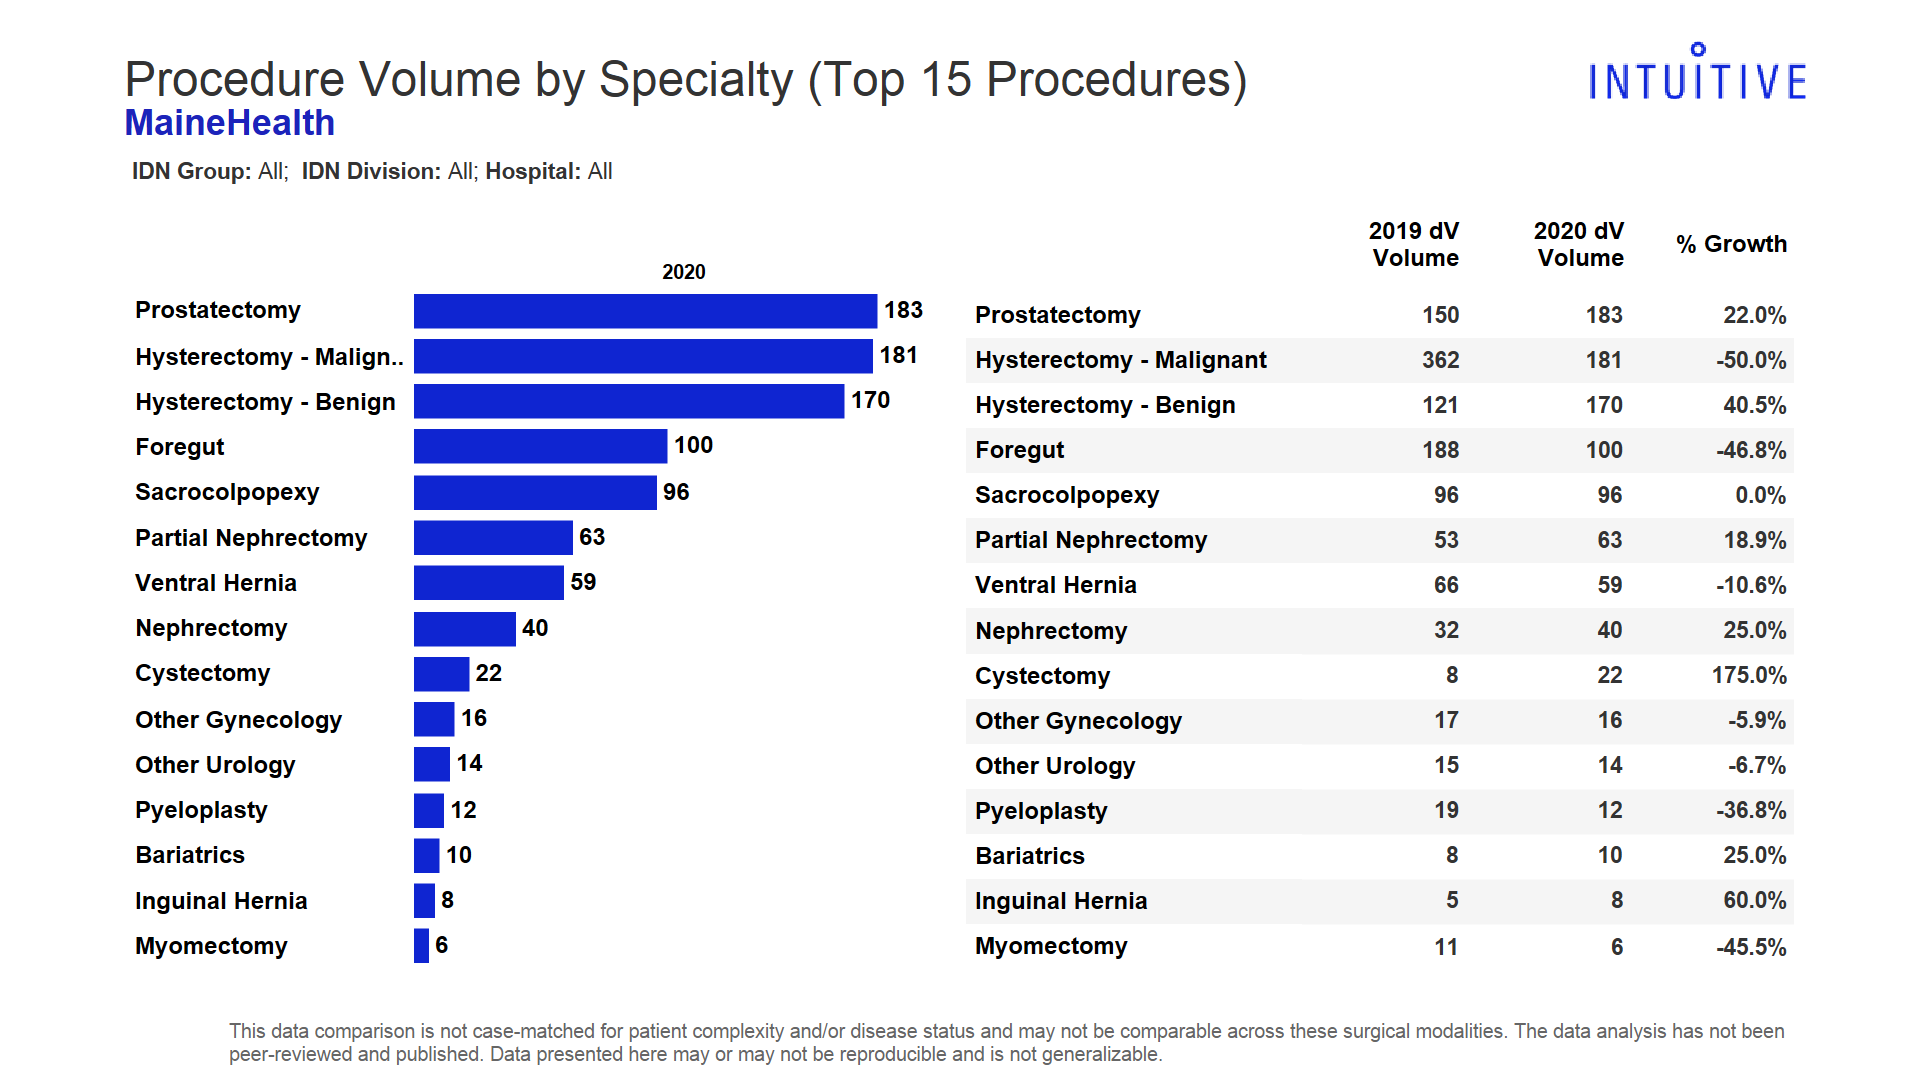 Procedure Volume by Specialty (Top 15 Procedures)
INTUITIVE
MaineHealth
IDN Group: All; IDN Division: All; Hospital: All
2020
Prostatectomy 183
Hysterectomy - Malign.. 181
Hysterectomy - Benign 170
Foregut 100
Sacrocolpopexy 96
Partial Nephrectomy 63
Ventral Hernia 59
Nephrectomy 40
Cystectomy 22
Other Gynecology 16
Other Urology 14
Pyeloplasty 12
Bariatrics 10
Inguinal Hernia 8
Myomectomy 6
2019 dV 2020 dV
Volume Volume % Growth
Prostatectomy 150 183 22.0%
Hysterectomy - Malignant 362 181 -50.0%
Hysterectomy - Benign 121 170 40.5%
Foregut 188 100 -46.8%
Sacrocolpopexy 96 96 0.0%
Partial Nephrectomy 53 63 18.9%
Ventral Hernia 66 59 -10.6%
Nephrectomy 32 40 25.0%
Cystectomy 8 22 175.0%
Other Gynecology 17 16 -5.9%
Other Urology 15 14 -6.7%
Pyeloplasty 19 12 -36.8%
Bariatrics 8 10 25.0%
Inguinal Hernia 5 8 60.0%
Myomectomy 11 6 -45.5%
This data comparison is not case-matched for patient complexity and/or disease status and may not be comparable across these surgical modalities. The data analysis has not been
peer-reviewed and published. Data presented here may or may not be reproducible and is not generalizable.